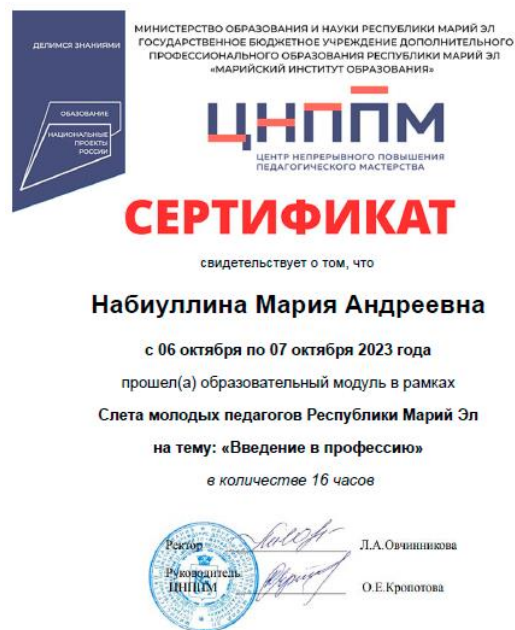 ДЕЛИМСЯ ЗНАНИЯМИ
МИНИСТЕРСТВО ОБРАЗОВАНИЯ И НАУКИ РЕСПУБЛИКИ МАРИЙ ЭЛ
ГОСУДАРСТВЕННОЕ БЮДЖЕТНОЕ УЧРЕЖДЕНИЕ ДОПОЛНИТЕЛЬНОГО
ПРОФЕССИОНАЛЬНОГО ОБРАЗОВАНИЯ РЕСПУБЛИКИ МАРИЙ ЭЛ
«МАРИЙСКИЙ ИНСТИТУТ ОБРАЗОВАНИЯ»
ОБАЗОВАНИЕ
НАЦИОНАЛЬНЫЕ
ПРОЕКТЫ
РОССИИ
ЦНППМ
ЦЕНТР НЕПРЕРЫВНОГО ПОВЫШЕНИЯ
ПЕДАГОГИЧЕСКОГО МАСТЕРСТВА
СЕРТИФИКАТ
свидетельствует о том, что
Набиуллина Мария Андреевна
с 06 октября по 07 октября 2023 года
прошел(а) образовательный модуль в рамках
Слета молодых педагогов Республики Марий Эл
на тему: «Введение в профессию»
в количестве 16 часов
Ректор Л.А.Овчинникова
Руководитель
ЦНППМ О.Е.Кропотова